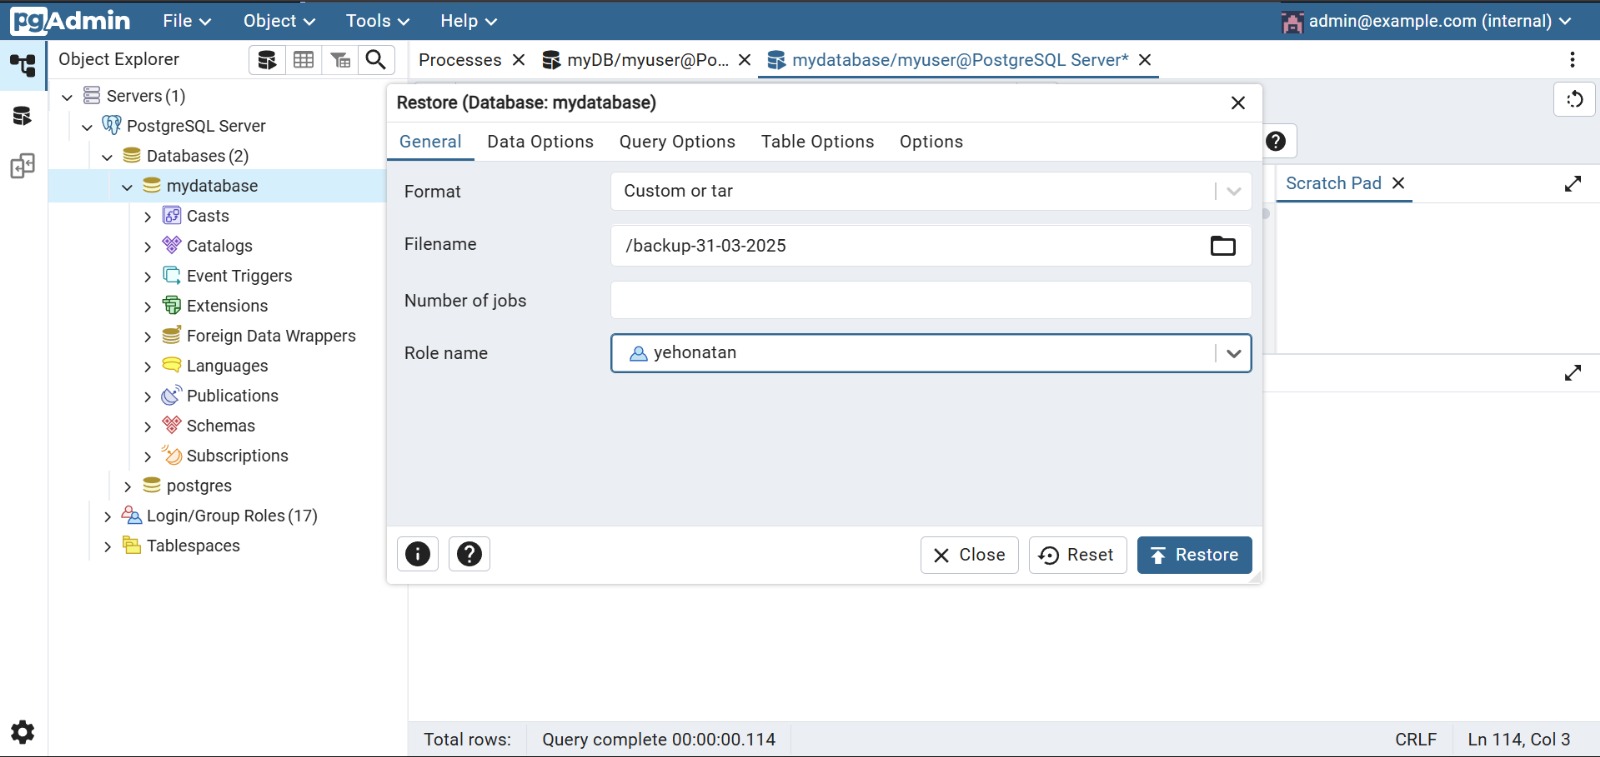 pgAdmin File Object Tools Help admin@example.com (internal)
Object Explorer
Processes myDB/myuser@Po... mydatabase/myuser@PostgreSQL Server*
Servers (1)
PostgreSQL Server
Databases (2)
mydatabase
Casts
Catalogs
Event Triggers
Extensions
Foreign Data Wrappers
Languages
Publications
Schemas
Subscriptions
postgres
Login/Group Roles (17)
Tablespaces
Restore (Database: mydatabase)
General Data Options Query Options Table Options Options
Format Custom or tar
Filename /backup-31-03-2025
Number of jobs
Role name yehonatan
Close Reset Restore
Scratch Pad
Total rows: Query complete 00:00:00.114 CRLF Ln 114, Col 3